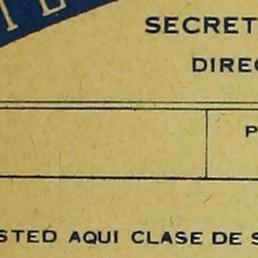 SECRET
DIREC
P
STED AQUI CLASE DE S